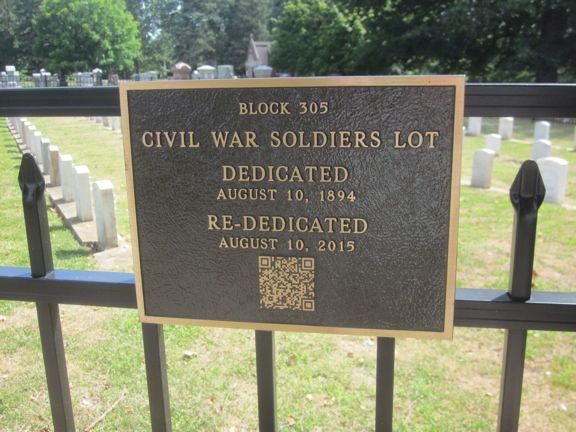 BLOCK 305
CIVIL WAR SOLDIERS LOT
DEDICATED
AUGUST 10, 1894
RE-DEDICATED
AUGUST 10, 2015